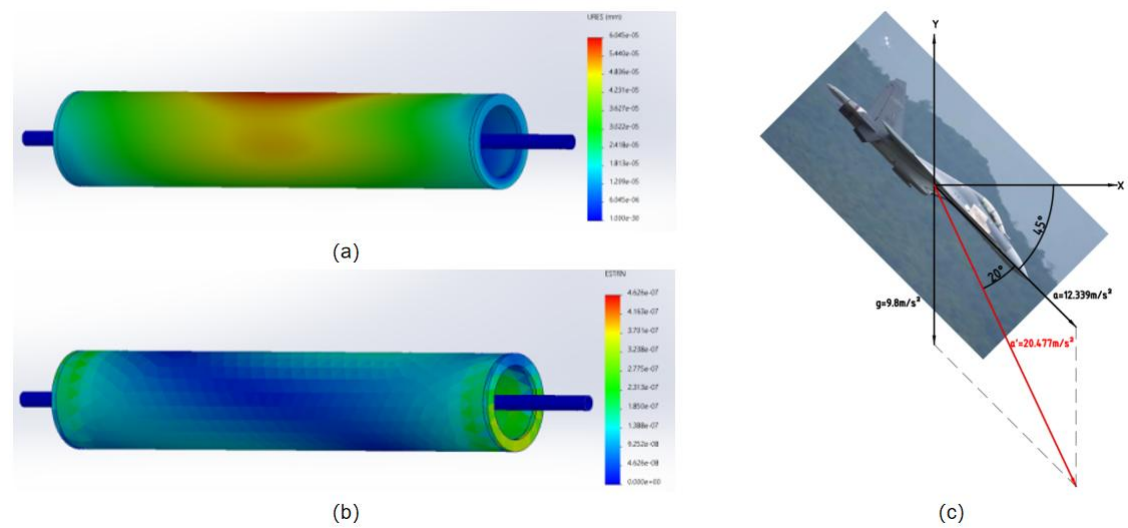 URES (mm)
6.045e-05
5.440e-05
4.836e-05
4.231e-05
3.627e-05
3.022e-05
2.418e-05
1.813e-05
1.209e-05
6.045e-06
1.000e-30
(a)
ESTRN
4.626e-07
4.163e-07
3.701e-07
3.238e-07
2.775e-07
2.313e-07
1.850e-07
1.388e-07
9.252e-08
4.626e-08
0.000e+00
(b)
Y
X
45°
20°
a=12.339m/s²
g=9.8m/s²
a'=20.477m/s²
(c)